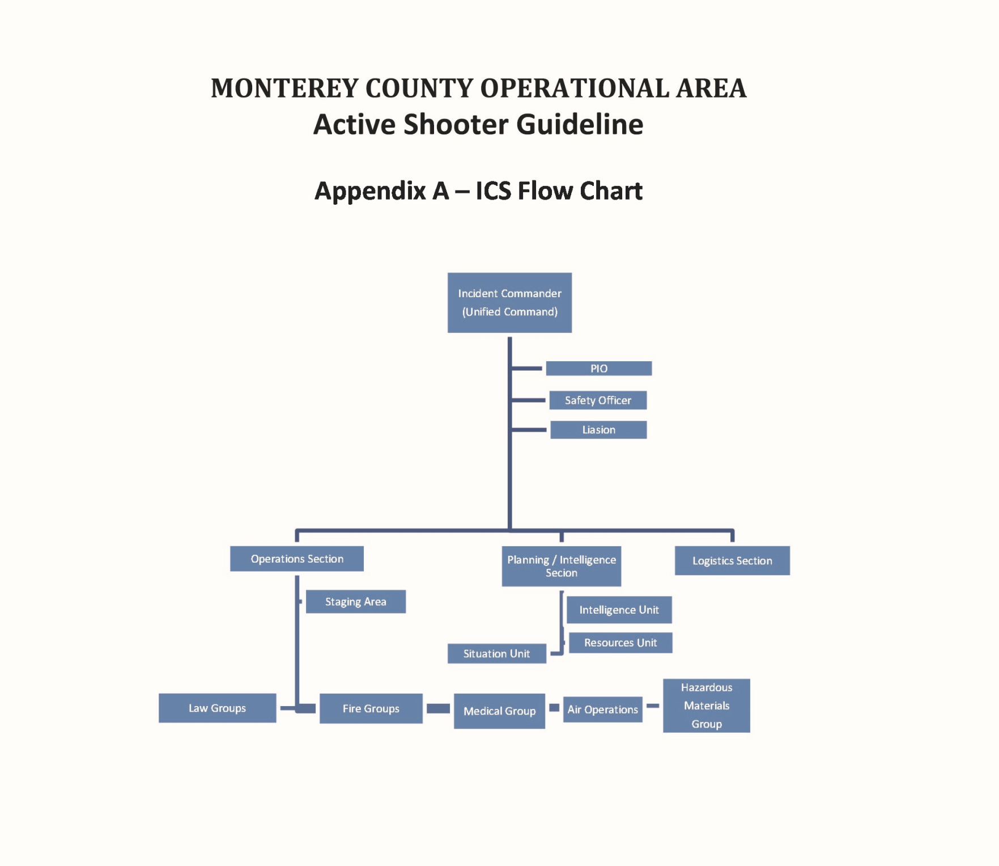 MONTEREY COUNTY OPERATIONAL AREA
Active Shooter Guideline
Appendix A – ICS Flow Chart
Incident Commander
(Unified Command)
PIO
Safety Officer
Liasion
Operations Section
Planning / Intelligence
Secion
Logistics Section
Staging Area
Intelligence Unit
Resources Unit
Situation Unit
Law Groups
Fire Groups
Medical Group
Air Operations
Hazardous
Materials
Group